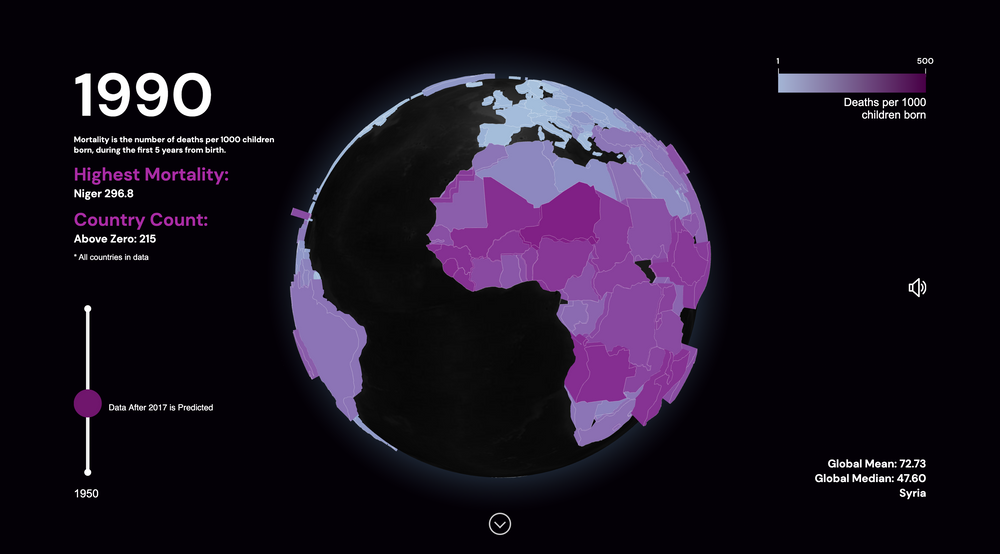 1990
Mortality is the number of deaths per 1000 children
born, during the first 5 years from birth.
Highest Mortality:
Niger 296.8
Country Count:
Above Zero: 215
* All countries in data
Data After 2017 is Predicted
1950
1 500
Deaths per 1000
children born
Global Mean: 72.73
Global Median: 47.60
Syria